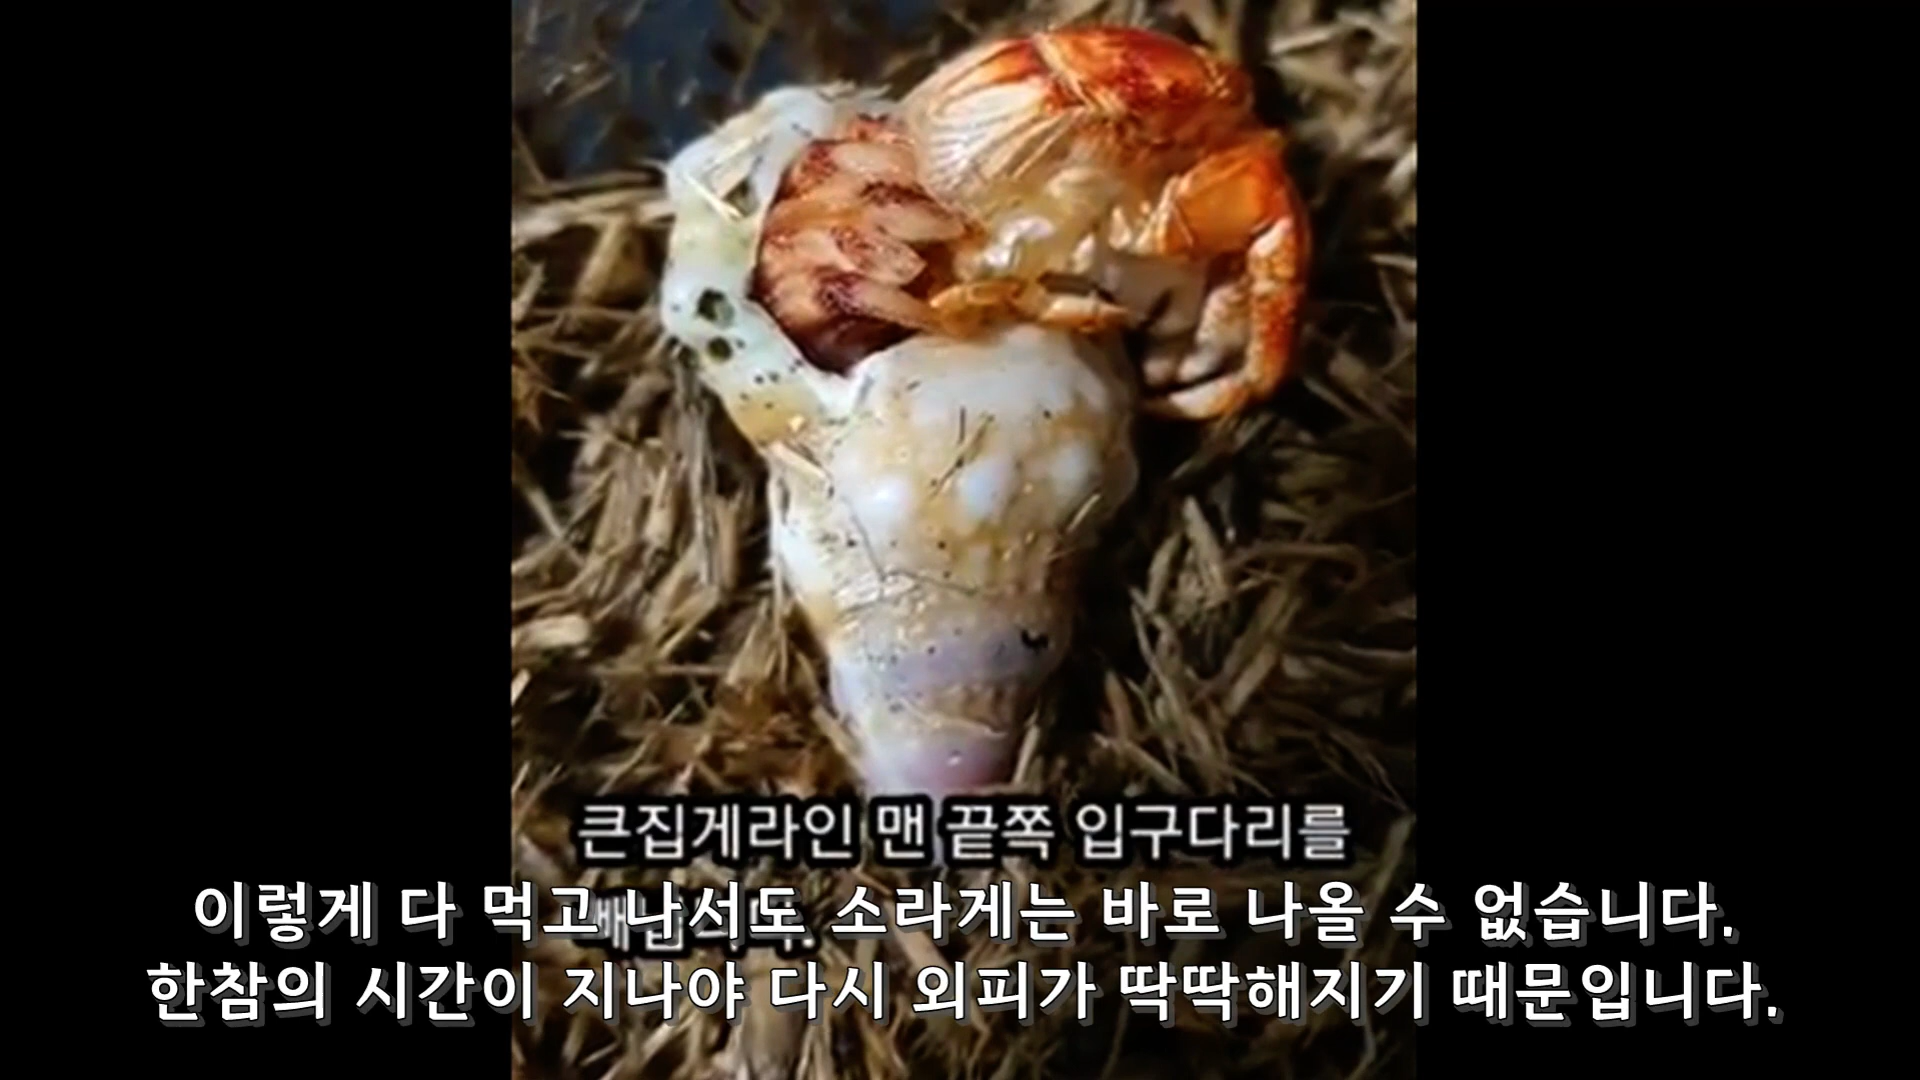 큰집게라인 맨 끝쪽 입구다리를
이렇게 다 먹고 나서도 소라게는 바로 나올 수 없습니다.
한참의 시간이 지나야 다시 외피가 딱딱해지기 때문입니다.